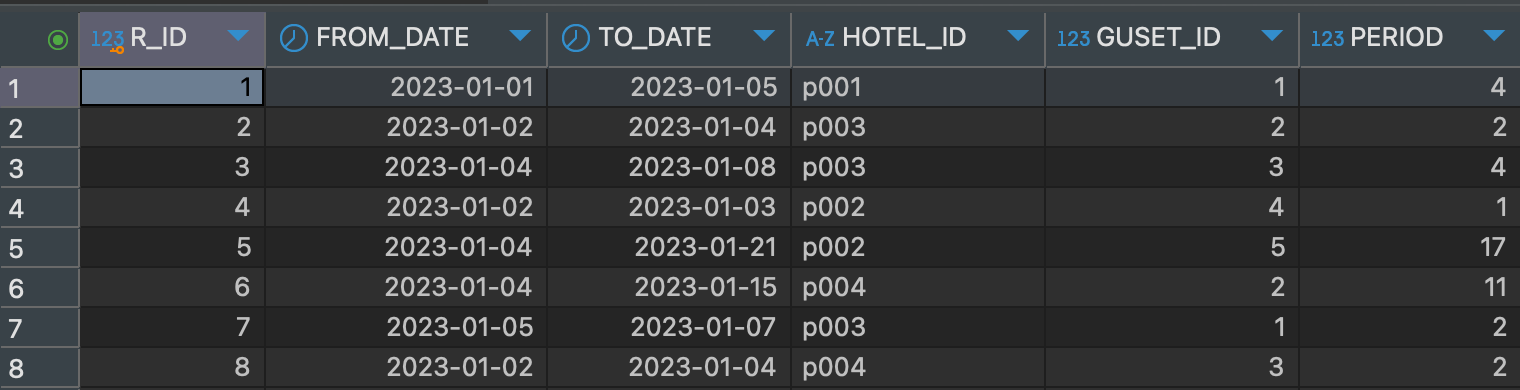 123 R_ID FROM_DATE TO_DATE A-Z HOTEL_ID 123 GUSET_ID 123 PERIOD
1 1 2023-01-01 2023-01-05 p001 1 4
2 2 2023-01-02 2023-01-04 p003 2 2
3 3 2023-01-04 2023-01-08 p003 3 4
4 4 2023-01-02 2023-01-03 p002 4 1
5 5 2023-01-04 2023-01-21 p002 5 17
6 6 2023-01-04 2023-01-15 p004 2 11
7 7 2023-01-05 2023-01-07 p003 1 2
8 8 2023-01-02 2023-01-04 p004 3 2